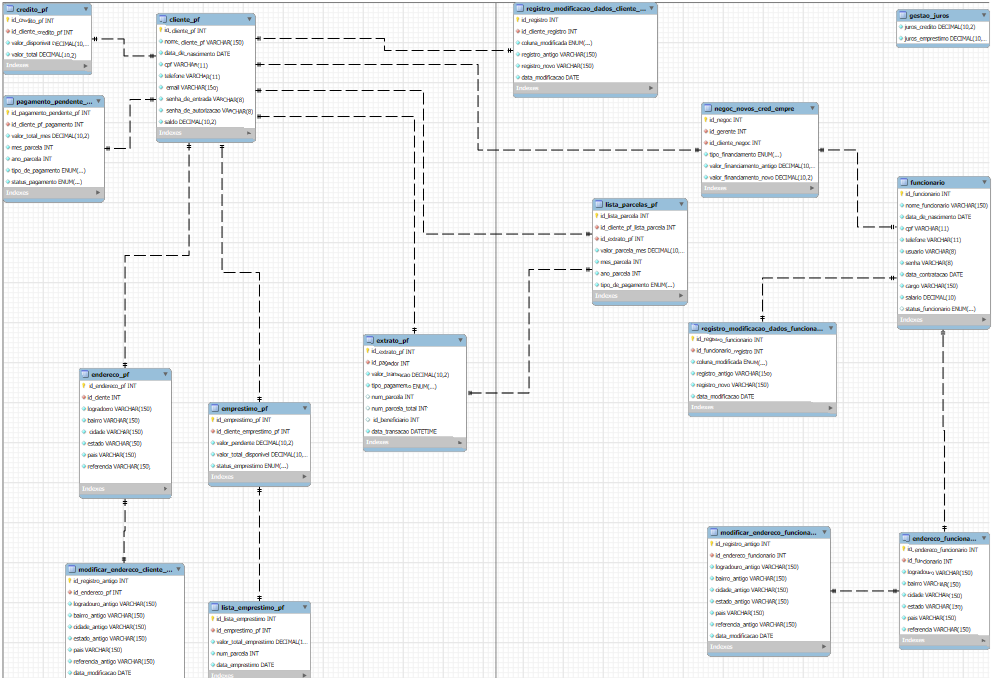 credito_pf
id_credito_pf INT
id_cliente_credito_pf INT
valor_disponivel DECIMAL(10,...
valor_total DECIMAL(10,2)
Indexes
pagamento_pendente_...
id_pagamento_pendente_pf INT
id_cliente_pf_pagamento INT
valor_total_mes DECIMAL(10,2)
mes_parcela INT
ano_parcela INT
tipo_de_pagamento ENUM(...)
status_pagamento ENUM(...)
Indexes
cliente_pf
id_cliente_pf INT
nome_cliente_pf VARCHAR(150)
data_de_nascimento DATE
cpf VARCHAR(11)
telefone VARCHAR(11)
email VARCHAR(150)
senha_de_entrada VARCHAR(8)
senha_de_autorizacao VARCHAR(8)
saldo DECIMAL(10,2)
Indexes
registro_modificacao_dados_cliente_...
id_registro INT
id_cliente_registro INT
coluna_modificada ENUM(...)
registro_antigo VARCHAR(150)
registro_novo VARCHAR(150)
data_modificacao DATE
Indexes
gestao_juros
juros_credito DECIMAL(10,2)
juros_emprestimo DECIMAL(10,...
negoc_novos_cred_empre
id_negoc INT
id_gerente INT
id_cliente_negoc INT
tipo_financiamento ENUM(...)
valor_financiamento_antigo DECIMAL(10,...
valor_financiamento_novo DECIMAL(10,2)
Indexes
funcionario
id_funcionario INT
nome_funcionario VARCHAR(150)
data_de_nascimento DATE
cpf VARCHAR(11)
telefone VARCHAR(11)
usuario VARCHAR(8)
senha VARCHAR(8)
data_contratacao DATE
cargo VARCHAR(150)
salario DECIMAL(10)
status_funcionario ENUM(...)
Indexes
lista_parcelas_pf
id_lista_parcela INT
id_cliente_pf_lista_parcela INT
id_extrato_pf INT
valor_parcela_mes DECIMAL(10,...
mes_parcela INT
ano_parcela INT
tipo_de_pagamento ENUM(...)
Indexes
registro_modificacao_dados_funciona...
id_registro_funcionario INT
id_funcionario_registro INT
coluna_modificada ENUM(...)
registro_antigo VARCHAR(150)
registro_novo VARCHAR(150)
data_modificacao DATE
Indexes
extrato_pf
id_extrato_pf INT
id_pagador INT
valor_transacao DECIMAL(10,2)
tipo_pagamento ENUM(...)
num_parcela INT
num_parcela_total INT
id_beneficiario INT
data_transacao DATETIME
Indexes
endereco_pf
id_endereco_pf INT
id_cliente INT
logradouro VARCHAR(150)
bairro VARCHAR(150)
cidade VARCHAR(150)
estado VARCHAR(150)
pais VARCHAR(150)
referencia VARCHAR(150)
Indexes
emprestimo_pf
id_emprestimo_pf INT
id_cliente_emprestimo_pf INT
valor_pendente DECIMAL(10,2)
valor_total_disponivel DECIMAL(10,...
status_emprestimo ENUM(...)
Indexes
modificar_endereco_cliente_...
id_registro_antigo INT
id_endereco_pf INT
logradouro_antigo VARCHAR(150)
bairro_antigo VARCHAR(150)
cidade_antigo VARCHAR(150)
estado_antigo VARCHAR(150)
pais VARCHAR(150)
referencia_antigo VARCHAR(150)
data_modificacao DATE
lista_emprestimo_pf
id_lista_emprestimo INT
id_emprestimo_pf INT
valor_total_emprestimo DECIMAL(1...
num_parcela INT
data_emprestimo DATE
Indexes
modificar_endereco_funciona...
id_registro_antigo INT
id_endereco_funcionario INT
logradouro_antigo VARCHAR(150)
bairro_antigo VARCHAR(150)
cidade_antigo VARCHAR(150)
estado_antigo VARCHAR(150)
pais VARCHAR(150)
referencia_antigo VARCHAR(150)
data_modificacao DATE
Indexes
endereco_funciona...
id_endereco_funcionario INT
id_funcionario INT
logradouro VARCHAR(150)
bairro VARCHAR(150)
cidade VARCHAR(150)
estado VARCHAR(150)
pais VARCHAR(150)
referencia VARCHAR(150)
Indexes